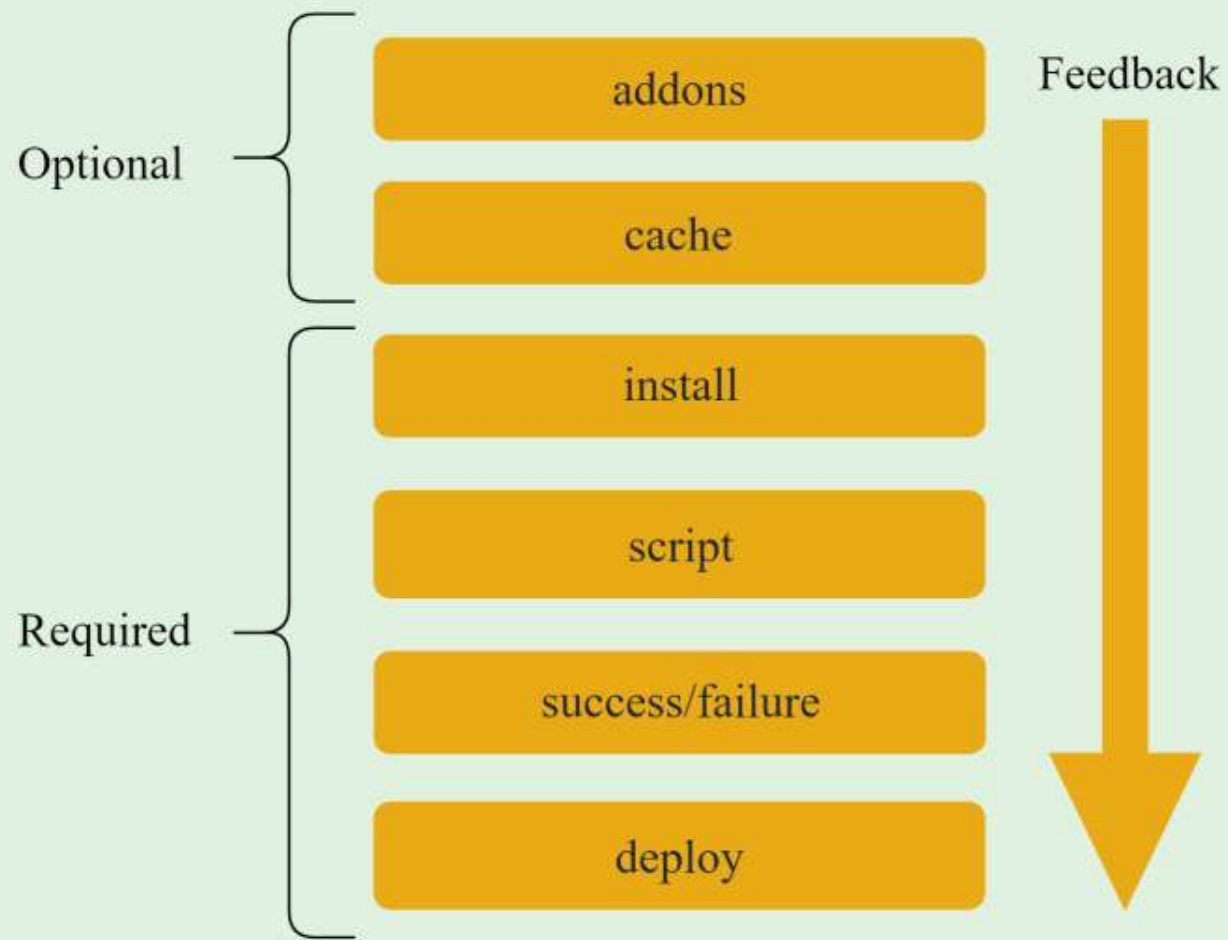 addons
Feedback
Optional
cache
install
script
Required
success/failure
deploy